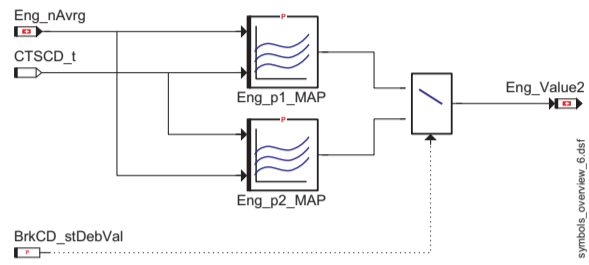 Eng_nAvrg
P
CTSCD_t
Eng_p1_MAP
Eng_Value2
P
Eng_p2_MAP
BrkCD_stDebVal
P
symbols_overview_6.dsf